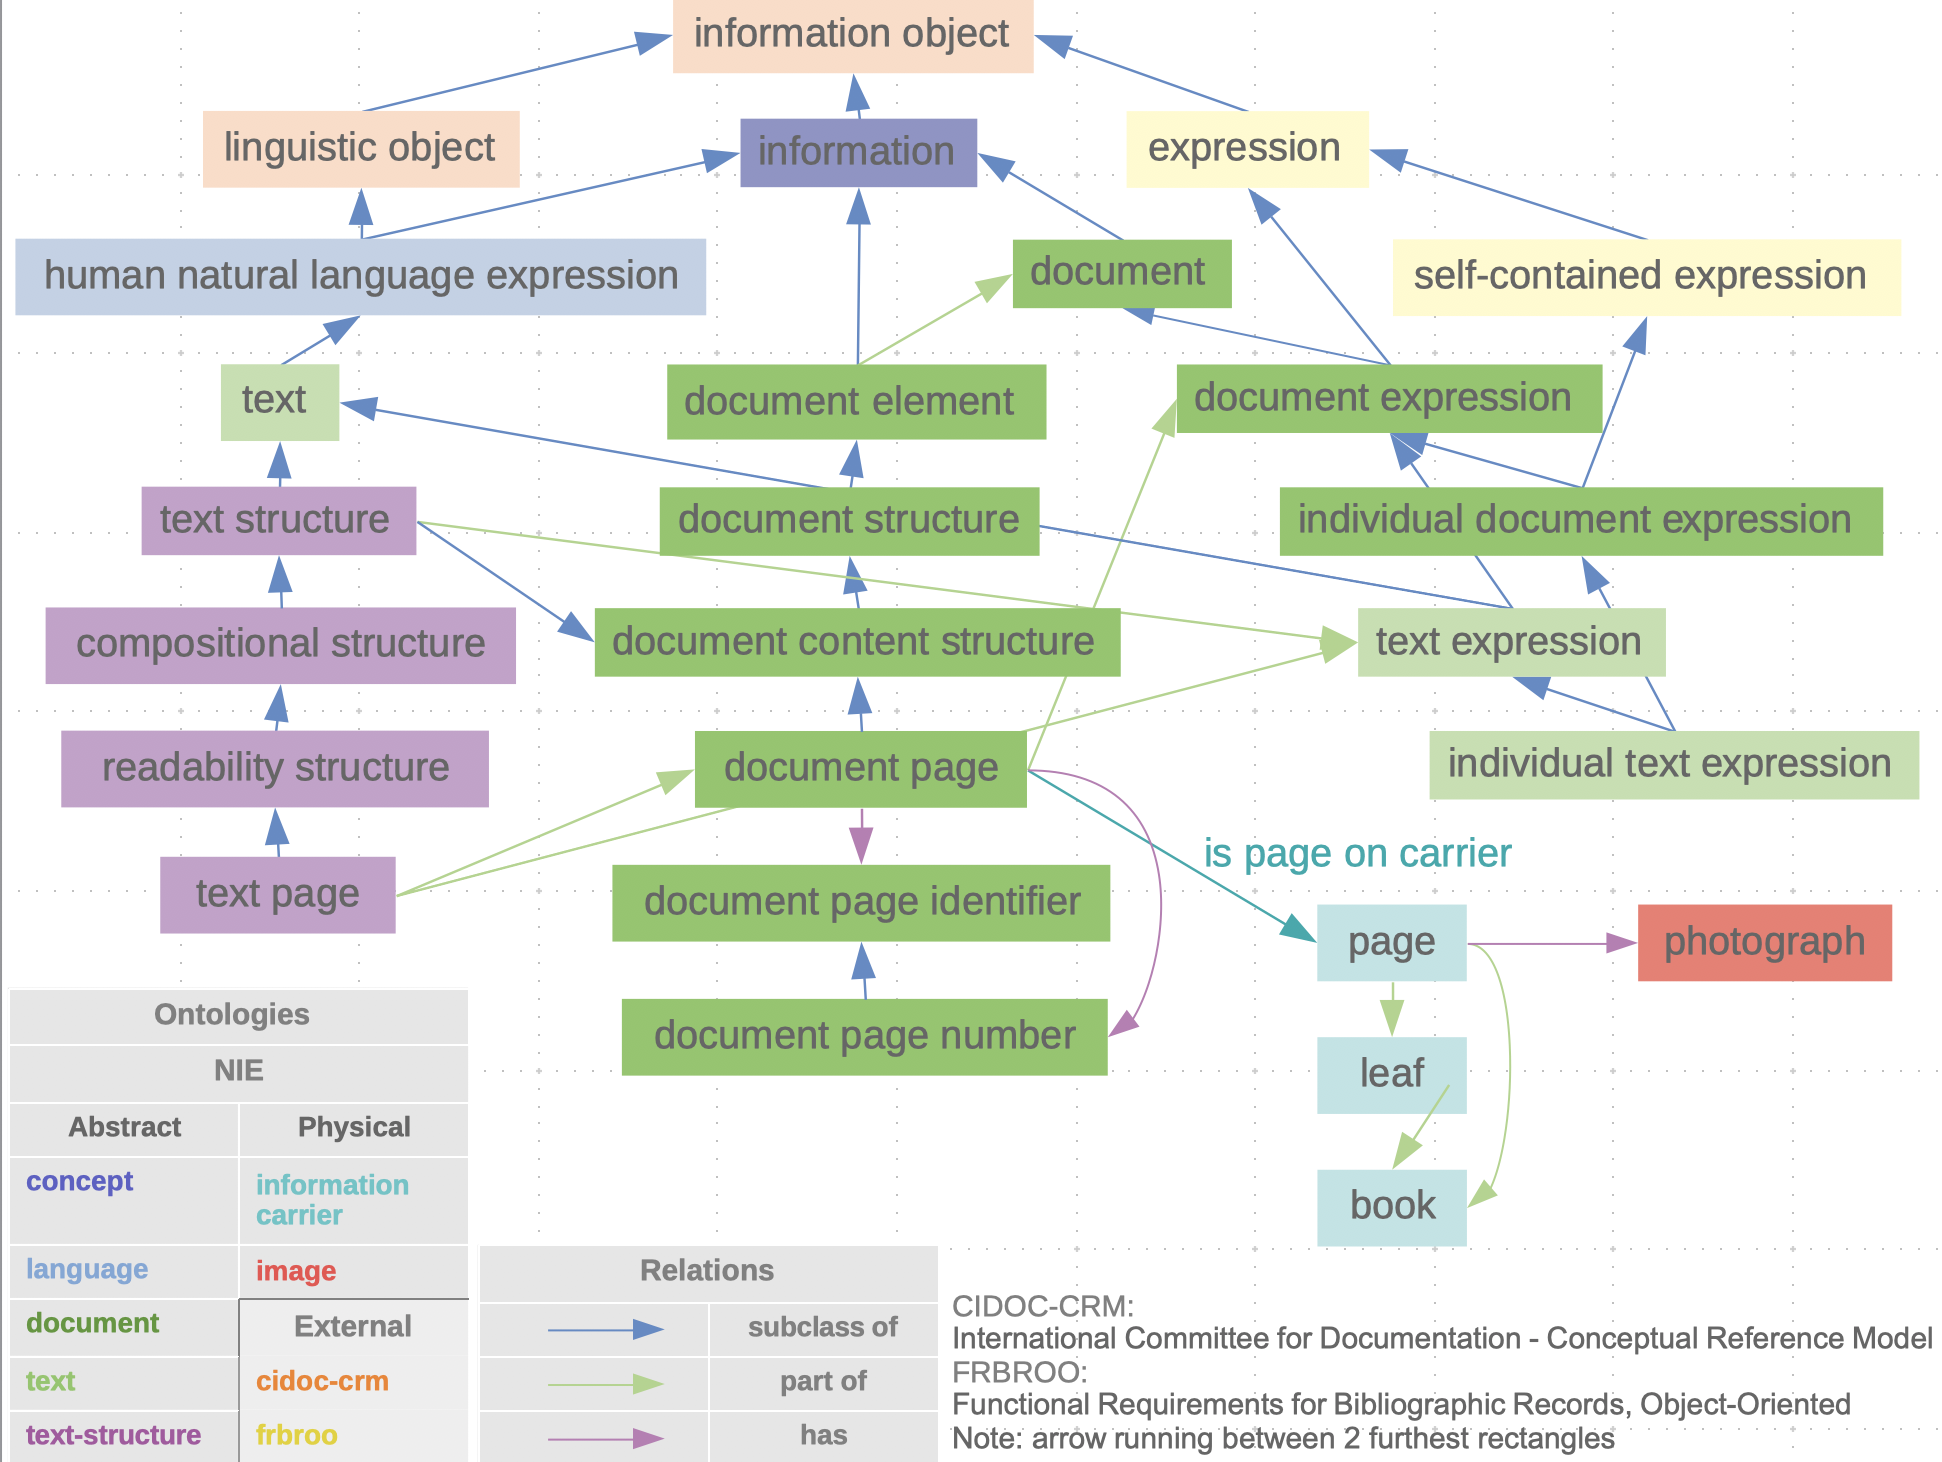 information object
linguistic object
information
expression
human natural language expression
document
self-contained expression
text
document element
document expression
text structure
document structure
individual document expression
compositional structure
document content structure
text expression
readability structure
document page
individual text expression
is page on carrier
text page
document page identifier
page
photograph
document page number
leaf
book
Ontologies
NIE
Abstract
Physical
concept
information
carrier
language
image
document
External
text
cidoc-crm
text-structure
frbroo
Relations
subclass of
part of
has
CIDOC-CRM:
International Committee for Documentation - Conceptual Reference Model
FRBROO:
Functional Requirements for Bibliographic Records, Object-Oriented
Note: arrow running between 2 furthest rectangles